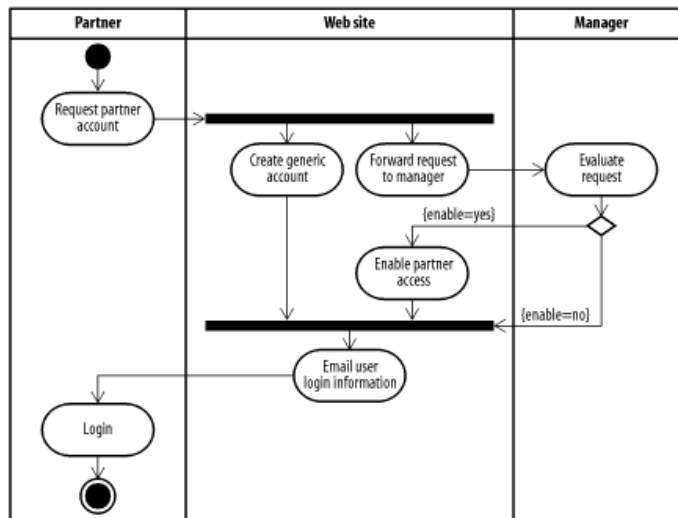 Partner
Web site
Manager
Request partner
account
Create generic
account
Forward request
to manager
Evaluate
request
{enable=yes}
Enable partner
access
{enable=no}
Email user
login information
Login